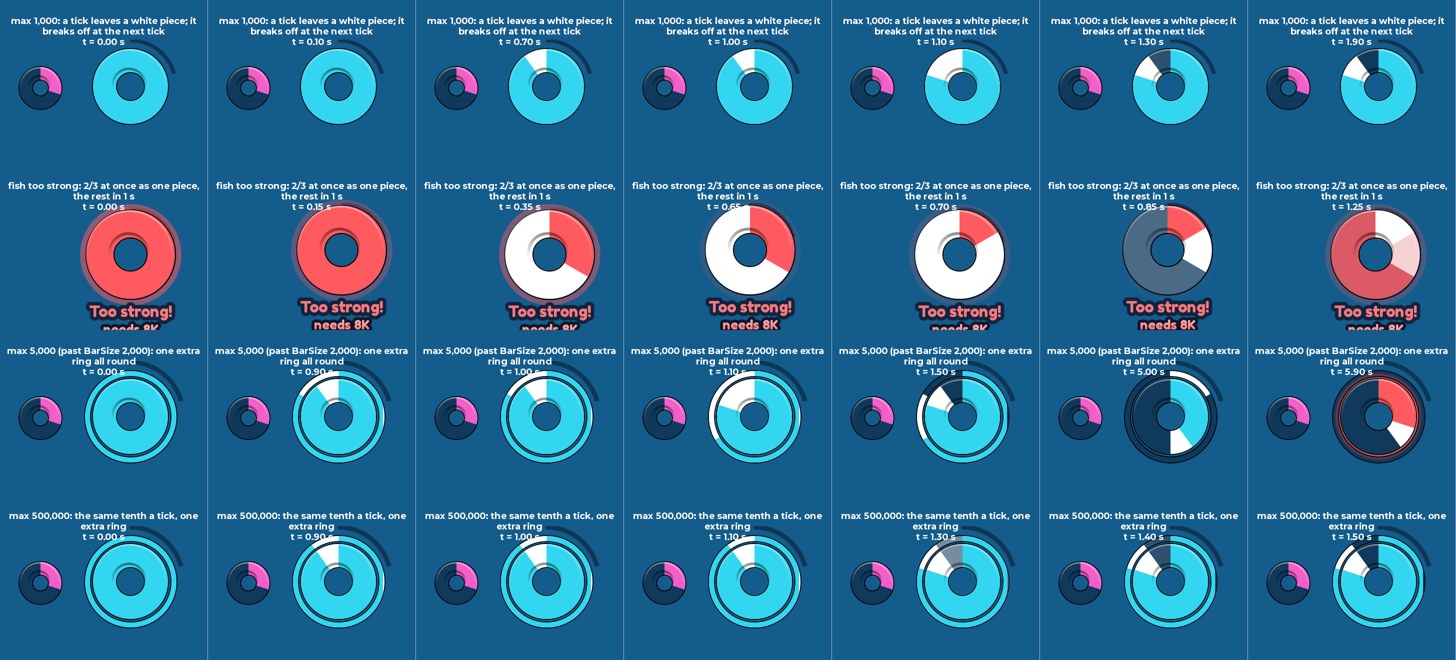 max 1,000: a tick leaves a white piece; it
breaks off at the next tick
t = 0.00 s
max 1,000: a tick leaves a white piece; it
breaks off at the next tick
t = 0.10 s
max 1,000: a tick leaves a white piece; it
breaks off at the next tick
t = 0.70 s
max 1,000: a tick leaves a white piece; it
breaks off at the next tick
t = 1.00 s
max 1,000: a tick leaves a white piece; it
breaks off at the next tick
t = 1.10 s
max 1,000: a tick leaves a white piece; it
breaks off at the next tick
t = 1.30 s
max 1,000: a tick leaves a white piece; it
breaks off at the next tick
t = 1.90 s
fish too strong: 2/3 at once as one piece,
the rest in 1 s
t = 0.00 s
Too strong!
needs 8K
fish too strong: 2/3 at once as one piece,
the rest in 1 s
t = 0.15 s
Too strong!
needs 8K
fish too strong: 2/3 at once as one piece,
the rest in 1 s
t = 0.35 s
Too strong!
needs 8K
fish too strong: 2/3 at once as one piece,
the rest in 1 s
t = 0.65 s
Too strong!
needs 8K
fish too strong: 2/3 at once as one piece,
the rest in 1 s
t = 0.70 s
Too strong!
needs 8K
fish too strong: 2/3 at once as one piece,
the rest in 1 s
t = 0.85 s
Too strong!
needs 8K
fish too strong: 2/3 at once as one piece,
the rest in 1 s
t = 1.25 s
Too strong!
needs 8K
max 5,000 (past BarSize 2,000): one extra
ring all round
t = 0.00 s
max 5,000 (past BarSize 2,000): one extra
ring all round
t = 0.90 s
max 5,000 (past BarSize 2,000): one extra
ring all round
t = 1.00 s
max 5,000 (past BarSize 2,000): one extra
ring all round
t = 1.10 s
max 5,000 (past BarSize 2,000): one extra
ring all round
t = 1.50 s
max 5,000 (past BarSize 2,000): one extra
ring all round
t = 5.00 s
max 5,000 (past BarSize 2,000): one extra
ring all round
t = 5.90 s
max 500,000: the same tenth a tick, one
extra ring
t = 0.00 s
max 500,000: the same tenth a tick, one
extra ring
t = 0.90 s
max 500,000: the same tenth a tick, one
extra ring
t = 1.00 s
max 500,000: the same tenth a tick, one
extra ring
t = 1.10 s
max 500,000: the same tenth a tick, one
extra ring
t = 1.30 s
max 500,000: the same tenth a tick, one
extra ring
t = 1.40 s
max 500,000: the same tenth a tick, one
extra ring
t = 1.50 s